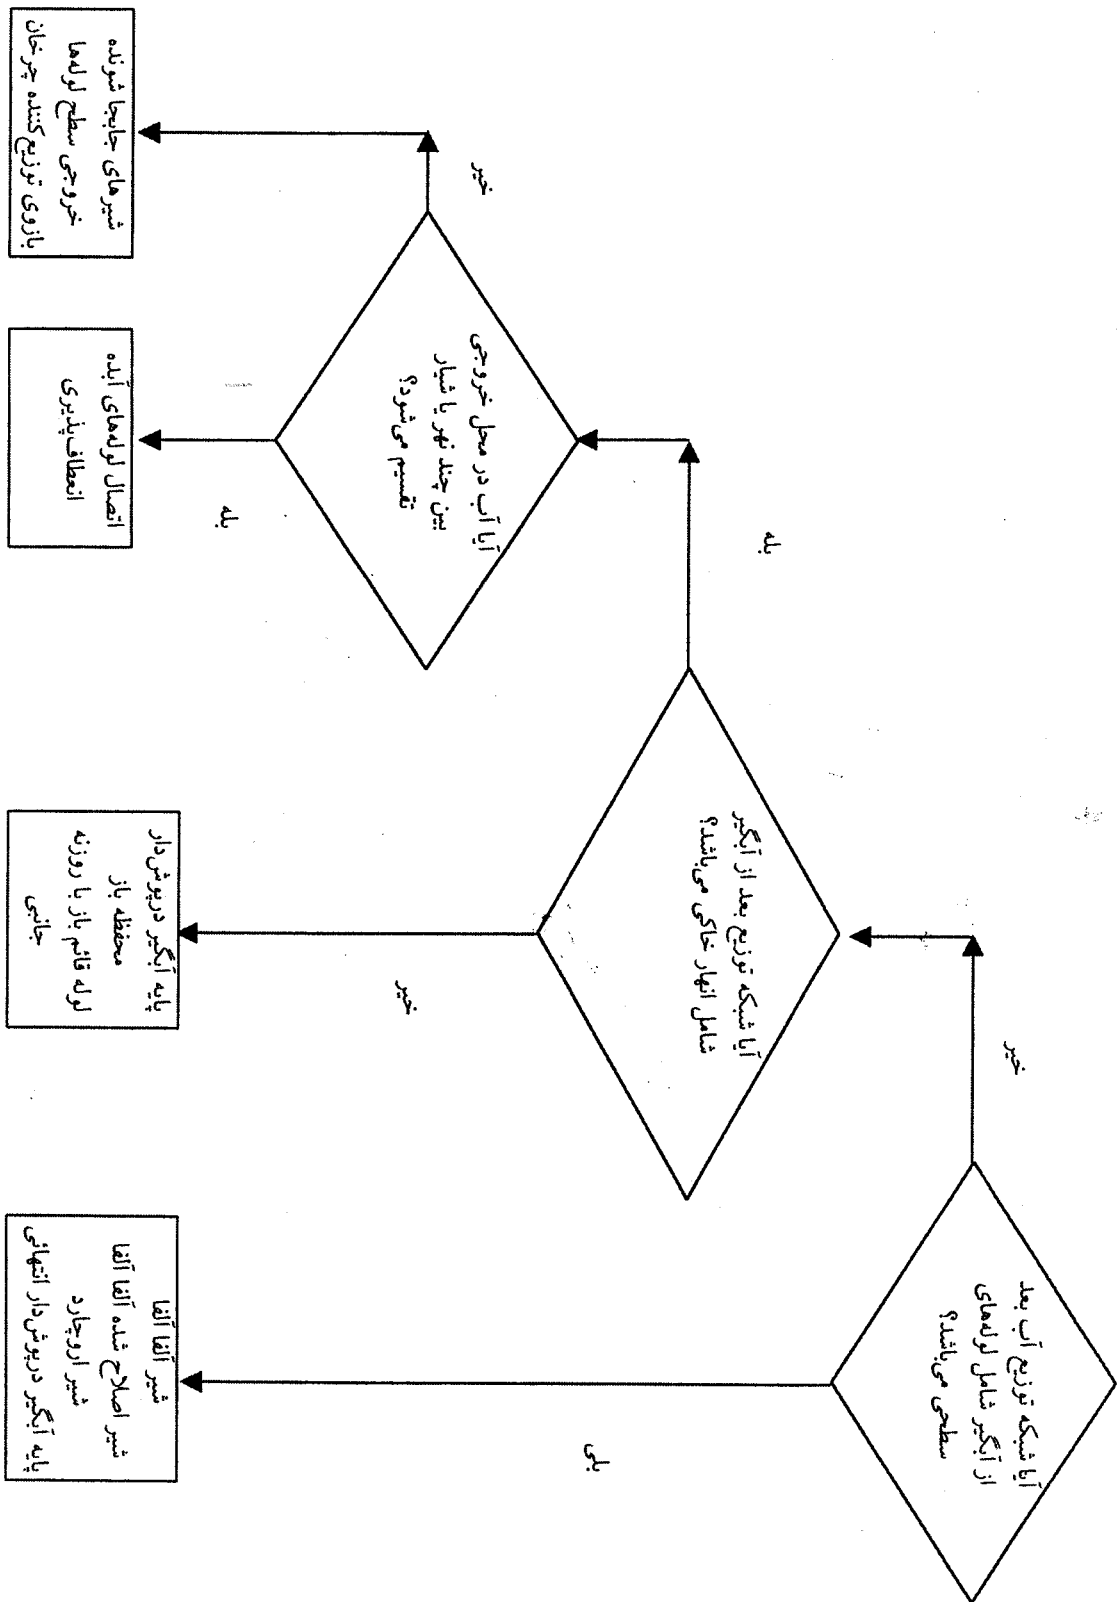 آیا شبکه توزیع آب بعد
از آبگیر شامل لوله‌های
سطحی می‌باشد؟
بلی
شیر آلفا آلفا
شیر اصلاح شده آلفا آلفا
شیر اورچارد
پایه آبگیر درپوش‌دار انتهائی
خیر
آیا شبکه توزیع بعد از آبگیر
شامل انهار خاکی می‌باشد؟
خیر
پایه آبگیر درپوش‌دار
محفظه باز
لوله قائم باز با روزنه
جانبی
بله
آیا آب در محل خروجی
بین چند نهر یا شیار
تقسیم می‌شود؟
بله
اتصال لوله‌های آبده
انعطاف‌پذیری
خیر
شیرهای جابجا شونده
خروجی سطح لوله‌ها
بازوی توزیع کننده چرخان